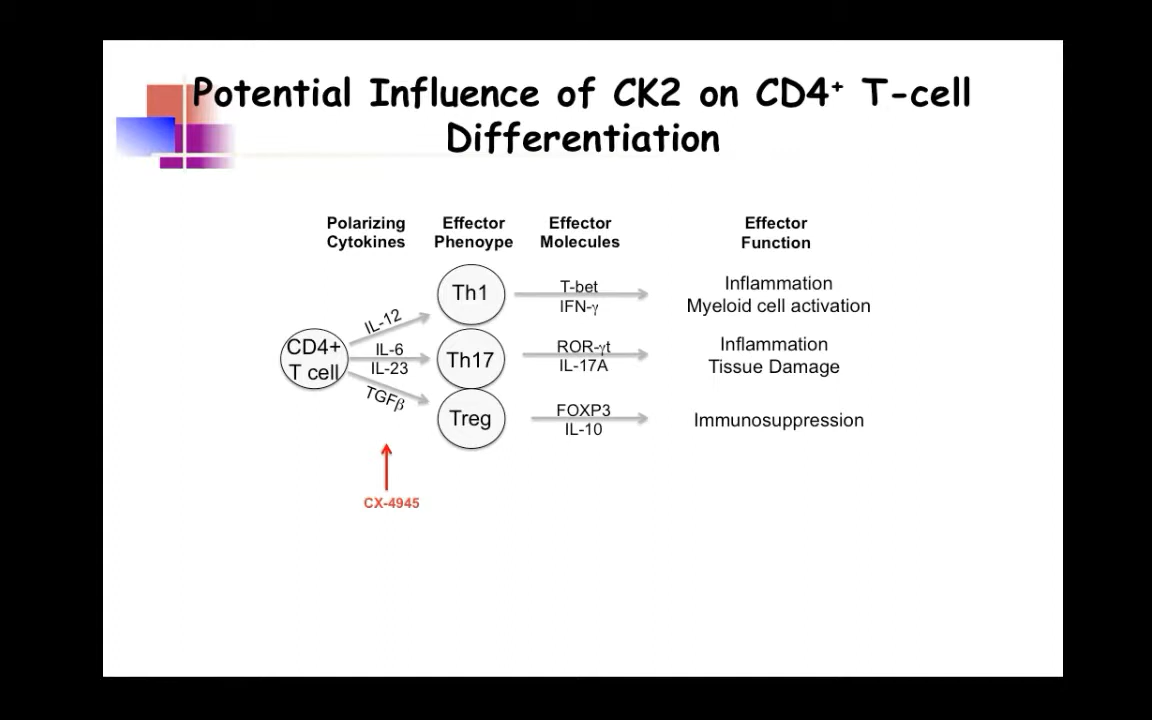 Potential Influence of CK2 on CD4⁺ T-cell
Differentiation
Polarizing
Cytokines
Effector
Phenoype
Effector
Molecules
Effector
Function
CD4+
T cell
IL-12
IL-6
IL-23
TGFβ
Th1
T-bet
IFN-γ
Inflammation
Myeloid cell activation
Th17
ROR-γt
IL-17A
Inflammation
Tissue Damage
Treg
FOXP3
IL-10
Immunosuppression
CX-4945